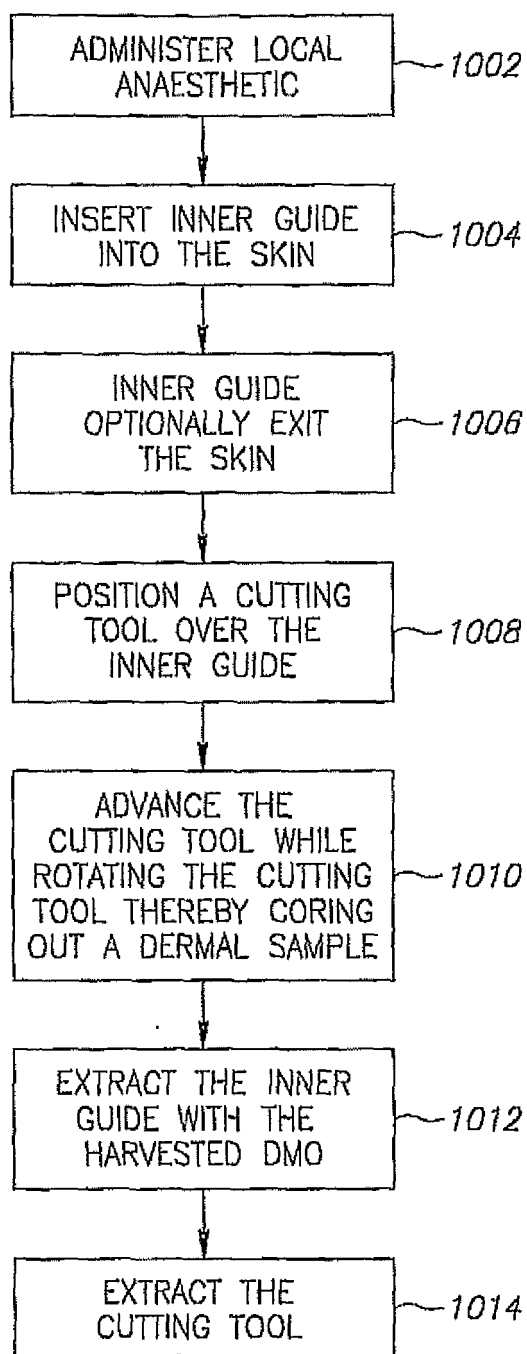 ADMINISTER LOCAL
ANAESTHETIC
1002
INSERT INNER GUIDE
INTO THE SKIN
1004
INNER GUIDE
OPTIONALLY EXIT
THE SKIN
1006
POSITION A CUTTING
TOOL OVER THE
INNER GUIDE
1008
ADVANCE THE
CUTTING TOOL WHILE
ROTATING THE CUTTING
TOOL THEREBY CORING
OUT A DERMAL SAMPLE
1010
EXTRACT THE INNER
GUIDE WITH THE
HARVESTED DMO
1012
EXTRACT THE
CUTTING TOOL
1014